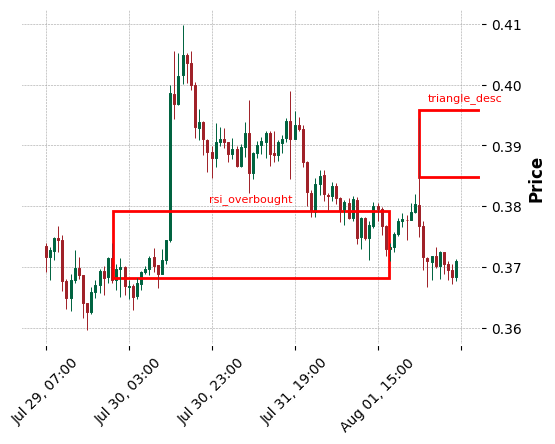 0.41
0.40
0.39
0.38
0.37
0.36
Price
triangle_desc
rsi_overbought
Jul 29, 07:00
Jul 30, 03:00
Jul 30, 23:00
Jul 31, 19:00
Aug 01, 15:00